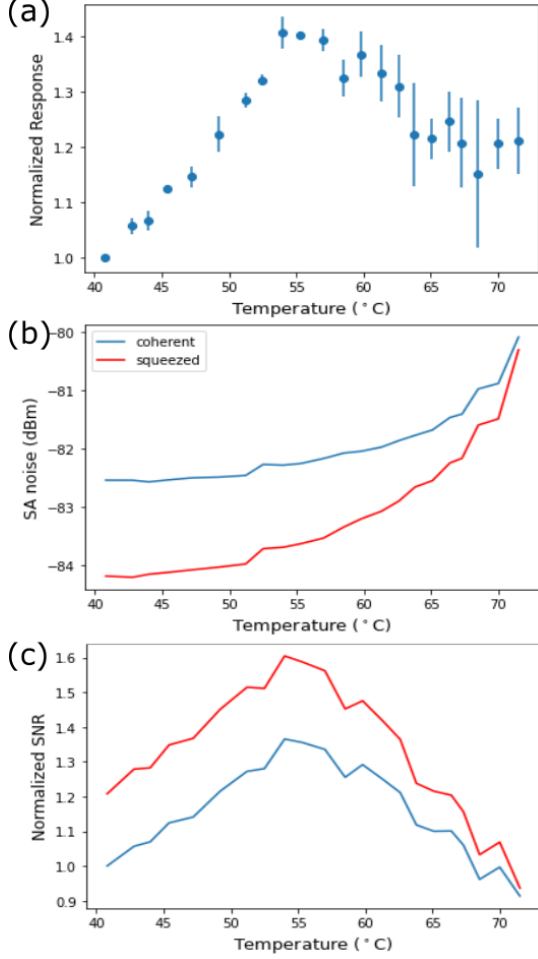 (a)
Normalized Response
1.4
1.3
1.2
1.1
1.0
40 45 50 55 60 65 70
Temperature (°C)
(b)
SA noise (dBm)
−80
−81
−82
−83
−84
coherent
squeezed
40 45 50 55 60 65 70
Temperature (°C)
(c)
Normalized SNR
1.6
1.5
1.4
1.3
1.2
1.1
1.0
0.9
40 45 50 55 60 65 70
Temperature (°C)